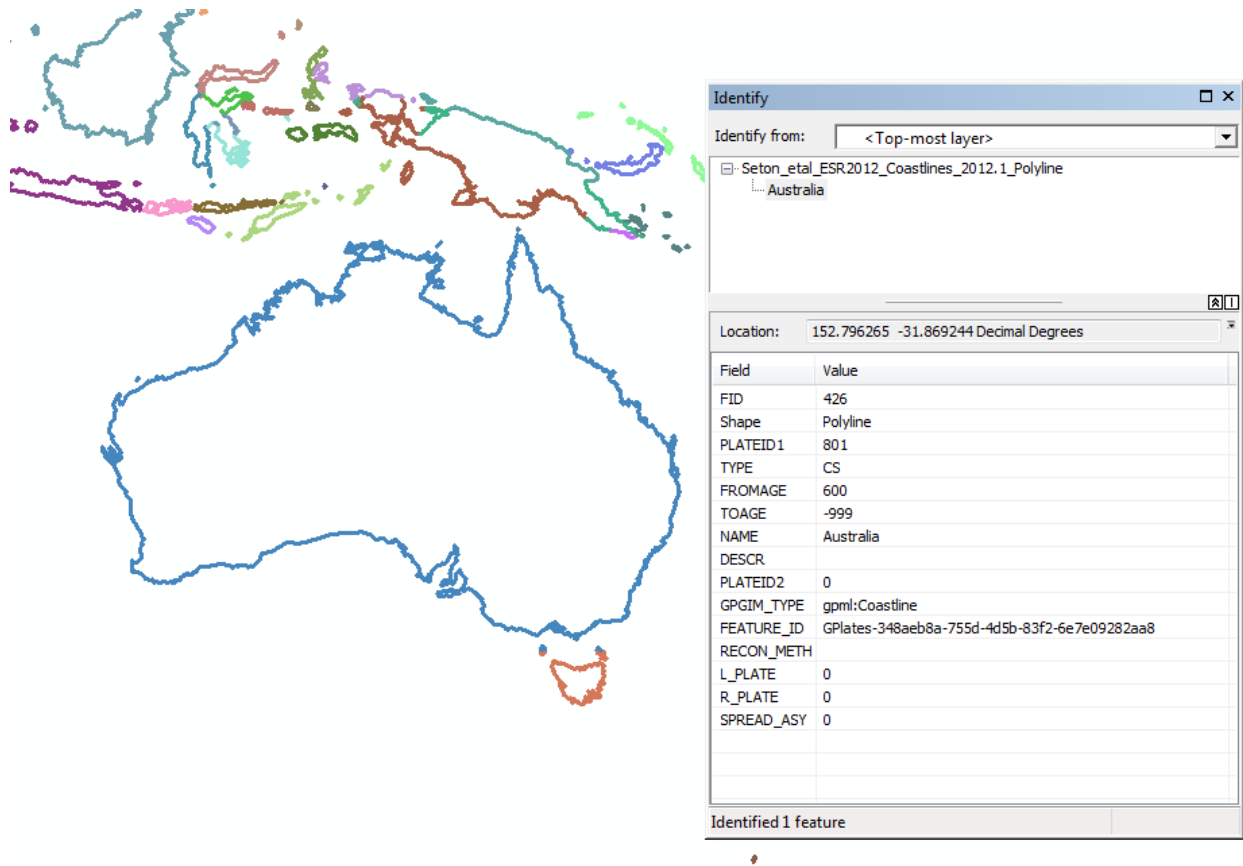 Identify
Identify from: <Top-most layer>
Seton_etal_ESR2012_Coastlines_2012.1_Polyline
Australia
Location: 152.796265 -31.869244 Decimal Degrees
Field Value
FID 426
Shape Polyline
PLATEID1 801
TYPE CS
FROMAGE 600
TOAGE -999
NAME Australia
DESCR
PLATEID2 0
GPGIM_TYPE gpml:Coastline
FEATURE_ID GPlates-348aeb8a-755d-4d5b-83f2-6e7e09282aa8
RECON_METH
L_PLATE 0
R_PLATE 0
SPREAD_ASY 0
Identified 1 feature